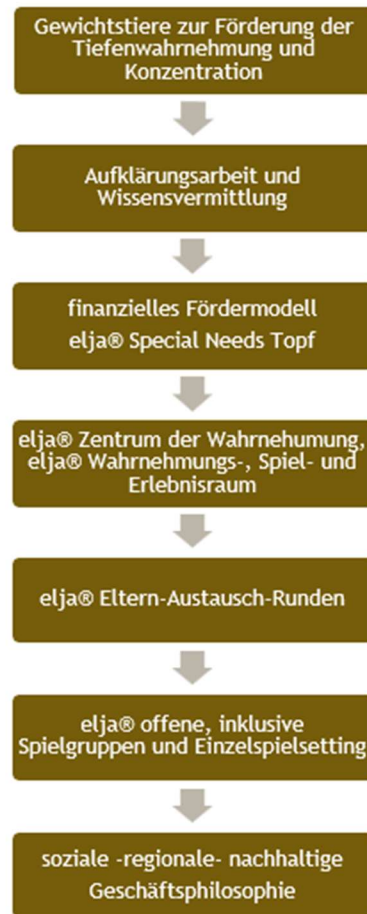 Gewichtstiere zur Förderung der
Tiefenwahrnehmung und
Konzentration
Aufklärungsarbeit und
Wissensvermittlung
finanzielles Fördermodell
elja® Special Needs Topf
elja® Zentrum der Wahrnehumung,
elja® Wahrnehmungs-, Spiel- und
Erlebnisraum
elja® Eltern-Austausch-Runden
elja® offene, inklusive
Spielgruppen und Einzelspielsetting
soziale -regionale- nachhaltige
Geschäftsphilosophie